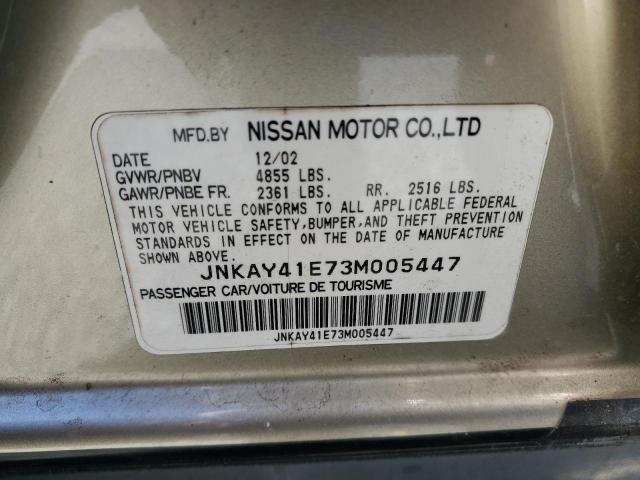 MFD.BY NISSAN MOTOR CO.,LTD
DATE 12/02
GVWR/PNBV 4855 LBS.
GAWR/PNBE FR. 2361 LBS. RR. 2516 LBS.
THIS VEHICLE CONFORMS TO ALL APPLICABLE FEDERAL
MOTOR VEHICLE SAFETY, BUMPER, AND THEFT PREVENTION
STANDARDS IN EFFECT ON THE DATE OF MANUFACTURE
SHOWN ABOVE.
JNKAY41E73M005447
PASSENGER CAR/VOITURE DE TOURISME
JNKAY41E73M005447